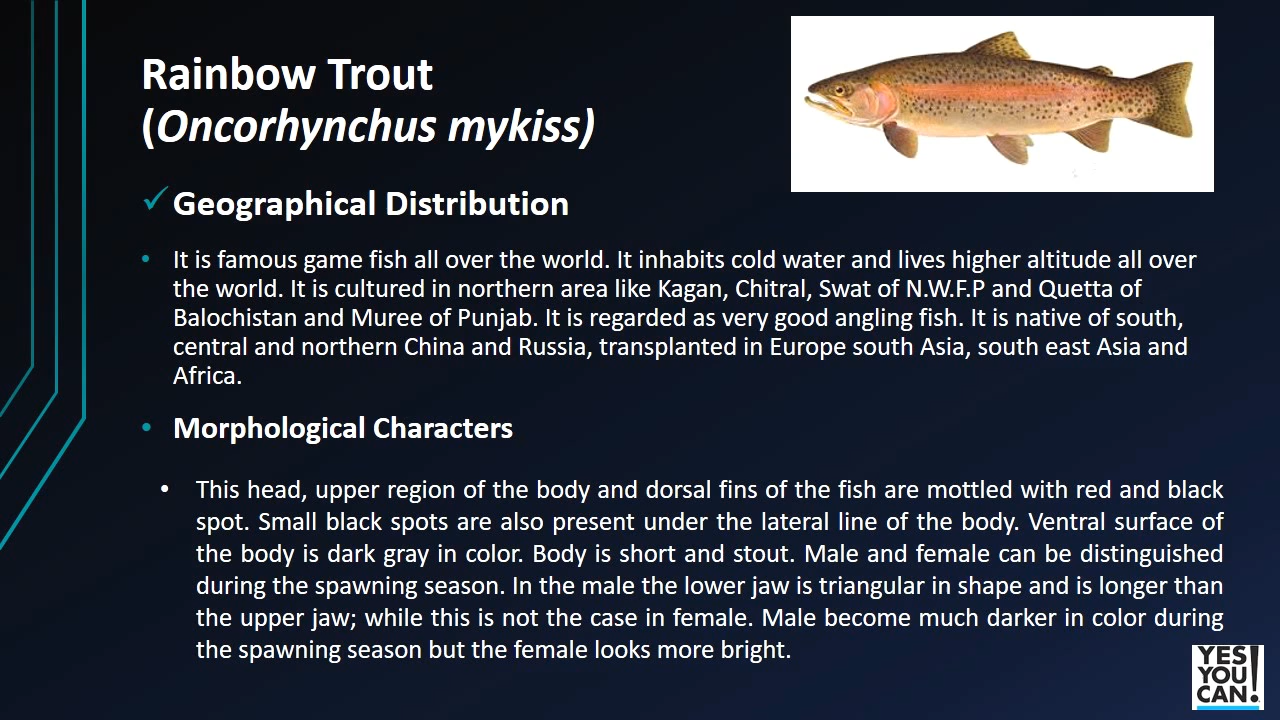 Rainbow Trout
(Oncorhynchus mykiss)
Geographical Distribution
It is famous game fish all over the world. It inhabits cold water and lives higher altitude all over
the world. It is cultured in northern area like Kagan, Chitral, Swat of N.W.F.P and Quetta of
Balochistan and Muree of Punjab. It is regarded as very good angling fish. It is native of south,
central and northern China and Russia, transplanted in Europe south Asia, south east Asia and
Africa.
Morphological Characters
This head, upper region of the body and dorsal fins of the fish are mottled with red and black
spot. Small black spots are also present under the lateral line of the body. Ventral surface of
the body is dark gray in color. Body is short and stout. Male and female can be distinguished
during the spawning season. In the male the lower jaw is triangular in shape and is longer than
the upper jaw; while this is not the case in female. Male become much darker in color during
the spawning season but the female looks more bright.
YES
YOU
CAN!